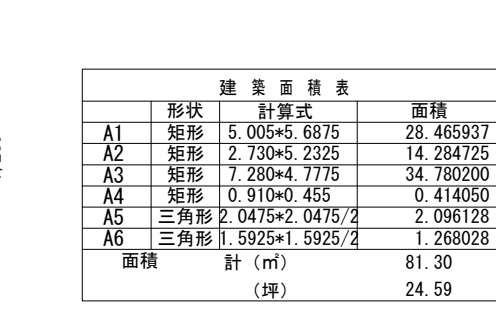 建 築 面 積 表
形状 計算式 面積
A1 矩形 5.005*5.6875 28.465937
A2 矩形 2.730*5.2325 14.284725
A3 矩形 7.280*4.7775 34.780200
A4 矩形 0.910*0.455 0.414050
A5 三角形 2.0475*2.0475/2 2.096128
A6 三角形 1.5925*1.5925/2 1.268028
面積 計（㎡） 81.30
（坪） 24.59